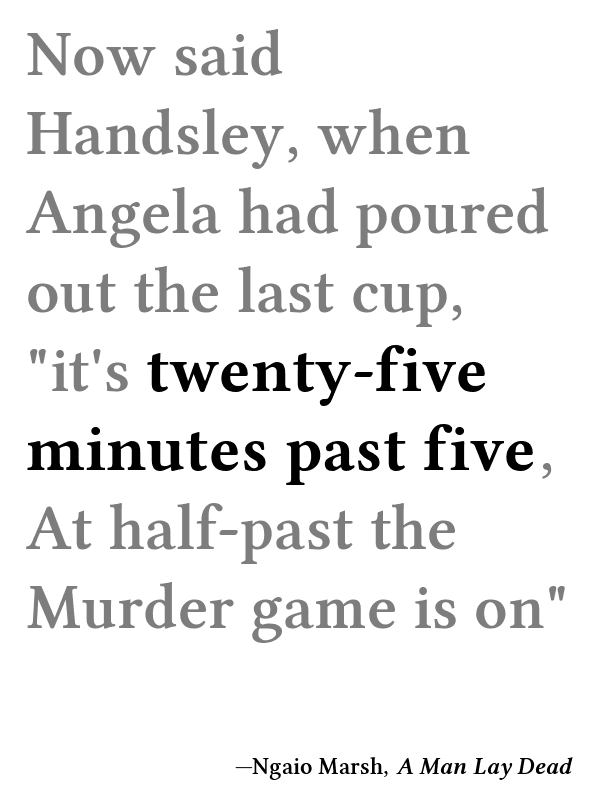 Now said
Handsley, when
Angela had poured
out the last cup,
"it's twenty-five
minutes past five,
At half-past the
Murder game is on"
—Ngaio Marsh, A Man Lay Dead